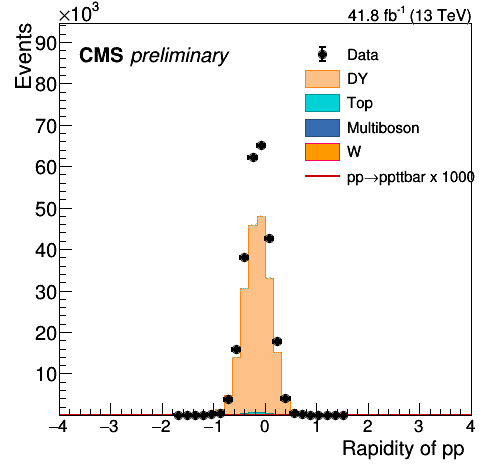 ×10³
41.8 fb⁻¹ (13 TeV)
Events
CMS preliminary
Data
DY
Top
Multiboson
W
pp→ppttbar x 1000
90
80
70
60
50
40
30
20
10
−4 −3 −2 −1 0 1 2 3 4
Rapidity of pp